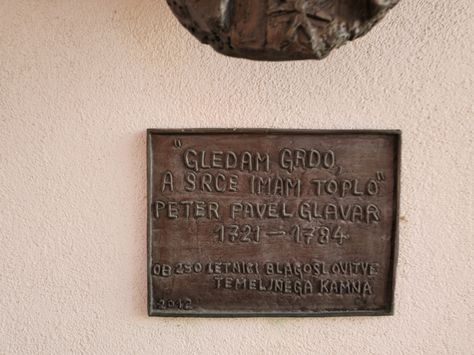 "GLEDAM GRDO,
A SRCE IMAM TOPLO"
PETER PAVEL GLAVAR
1721-1784
OB 250 LETNICI BLAGOSLOVITVE
TEMELJNEGA KAMNA
2012